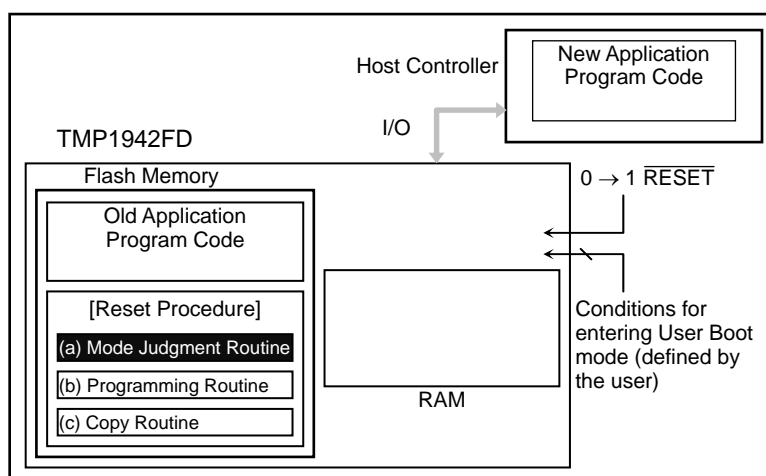 New Application
Program Code
Host Controller
I/O
TMP1942FD
Flash Memory
0 → 1 RESET
Old Application
Program Code
[Reset Procedure]
(a) Mode Judgment Routine
(b) Programming Routine
(c) Copy Routine
RAM
Conditions for
entering User Boot
mode (defined by
the user)